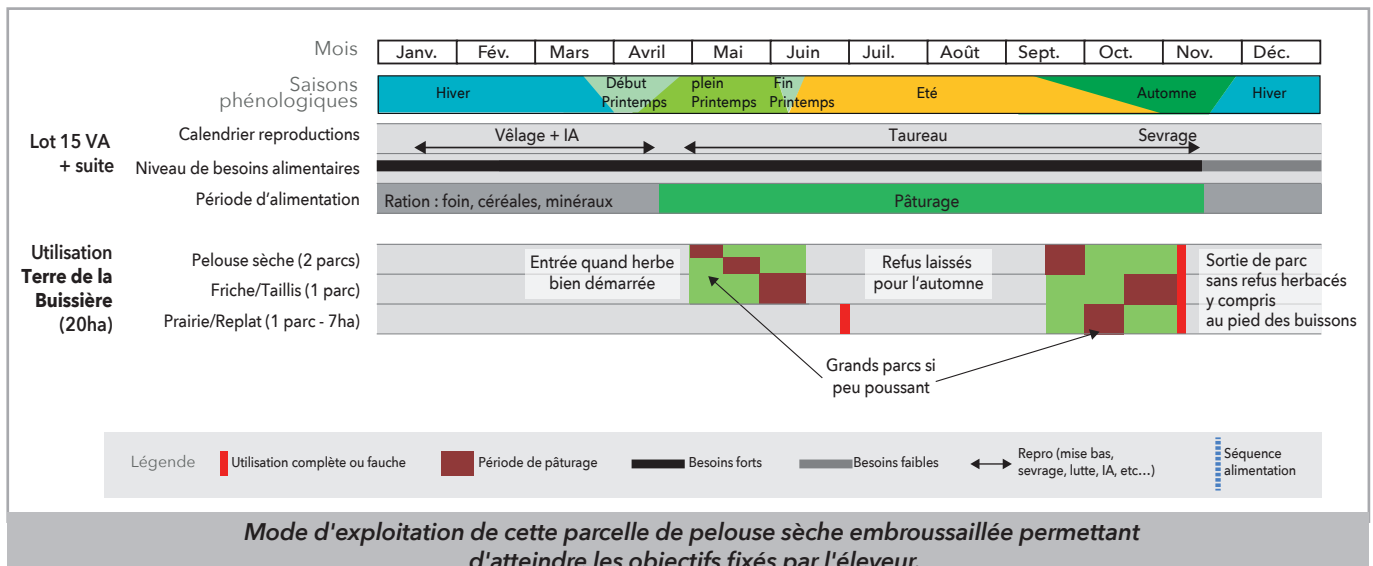 Mois
Janv. Fév. Mars Avril Mai Juin Juil. Août Sept. Oct. Nov. Déc.
Saisons
phénologiques
Hiver
Début
Printemps
plein
Printemps
Fin
Printemps
Eté
Automne
Hiver
Lot 15 VA
+ suite
Calendrier reproductions
Vêlage + IA
Taureau
Sevrage
Niveau de besoins alimentaires
Période d'alimentation
Ration : foin, céréales, minéraux
Pâturage
Utilisation
Terre de la
Buissière
(20ha)
Pelouse sèche (2 parcs)
Friche/Taillis (1 parc)
Prairie/Replat (1 parc - 7ha)
Entrée quand herbe
bien démarrée
Refus laissés
pour l'automne
Sortie de parc
sans refus herbacés
y compris
au pied des buissons
Grands parcs si
peu poussant
Légende
Utilisation complète ou fauche
Période de pâturage
Besoins forts
Besoins faibles
Repro (mise bas,
sevrage, lutte, IA, etc...)
Séquence
alimentation
Mode d'exploitation de cette parcelle de pelouse sèche embroussaillée permettant
d'atteindre les objectifs fixés par l'éleveur.